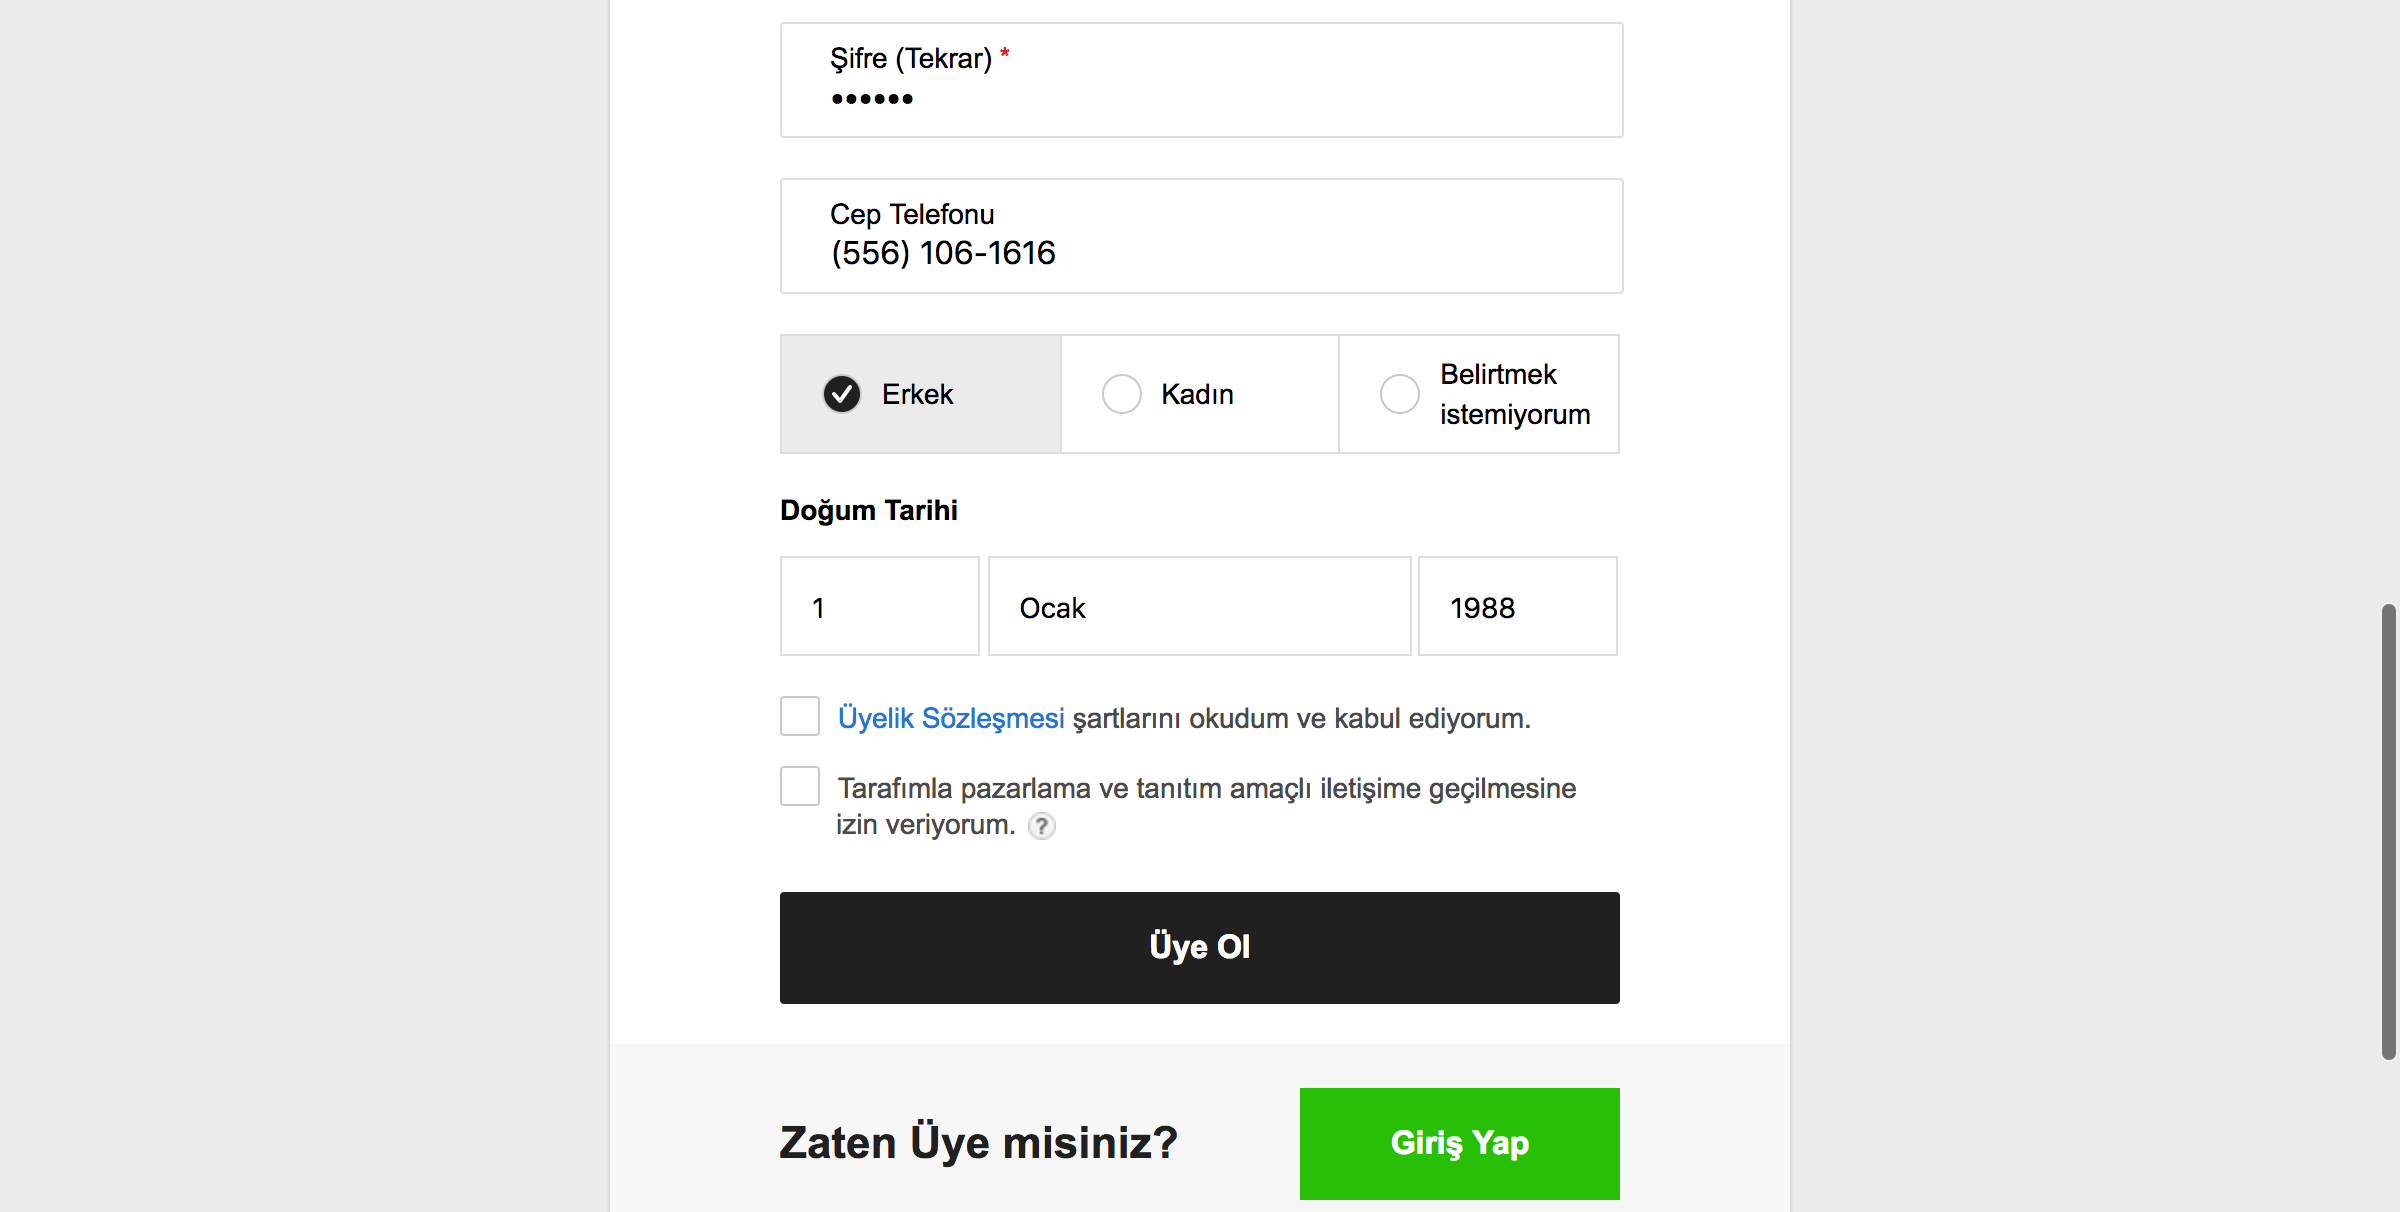 Şifre (Tekrar) *
••••••
Cep Telefonu
(556) 106-1616
Erkek
Kadın
Belirtmek
istemiyorum
Doğum Tarihi
1
Ocak
1988
Üyelik Sözleşmesi şartlarını okudum ve kabul ediyorum.
Tarafımla pazarlama ve tanıtım amaçlı iletişime geçilmesine
izin veriyorum. ?
Üye Ol
Zaten Üye misiniz?
Giriş Yap